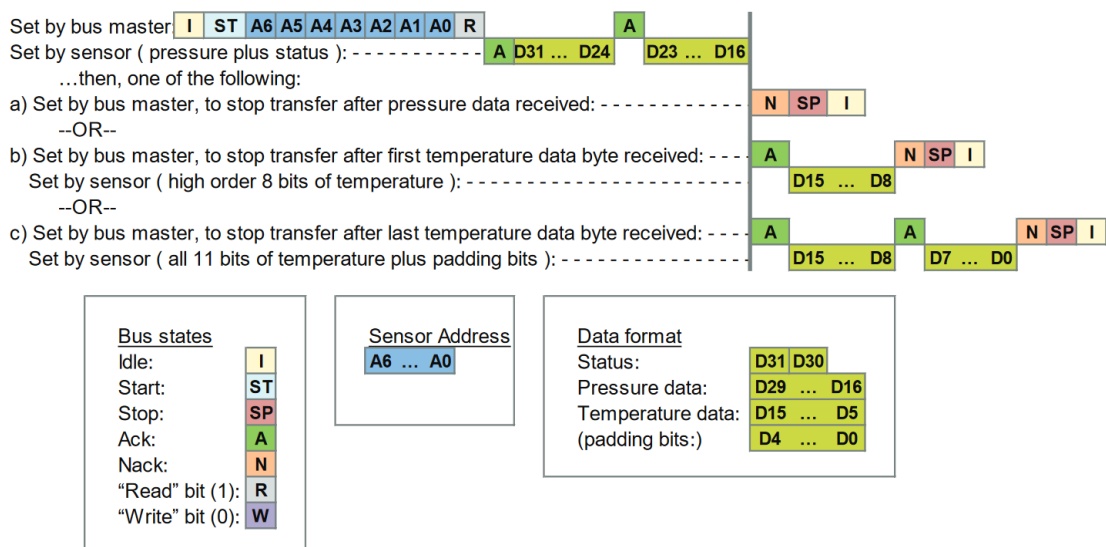 Set by bus master: I ST A6 A5 A4 A3 A2 A1 A0 R A
Set by sensor ( pressure plus status ): - - - - - - - - - - - A D31 ... D24 D23 ... D16
...then, one of the following:
a) Set by bus master, to stop transfer after pressure data received: - - - - - - - - - - - - - N SP I
--OR--
b) Set by bus master, to stop transfer after first temperature data byte received: - - - - A N SP I
Set by sensor ( high order 8 bits of temperature ): - - - - - - - - - - - - - - - - - - - - - - - - D15 ... D8
--OR--
c) Set by bus master, to stop transfer after last temperature data byte received: - - - - A A N SP I
Set by sensor ( all 11 bits of temperature plus padding bits ): - - - - - - - - - - - - - - - - D15 ... D8 D7 ... D0
Bus states
Idle: I
Start: ST
Stop: SP
Ack: A
Nack: N
“Read” bit (1): R
“Write” bit (0): W
Sensor Address
A6 ... A0
Data format
Status: D31 D30
Pressure data: D29 ... D16
Temperature data: D15 ... D5
(padding bits:) D4 ... D0